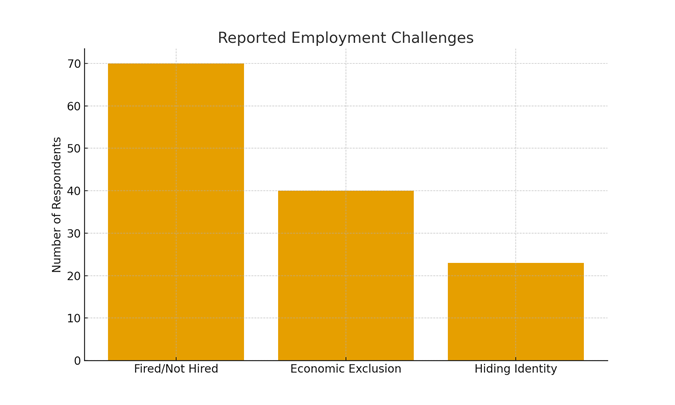 Reported Employment Challenges
Number of Respondents
70
60
50
40
30
20
10
0
Fired/Not Hired
Economic Exclusion
Hiding Identity